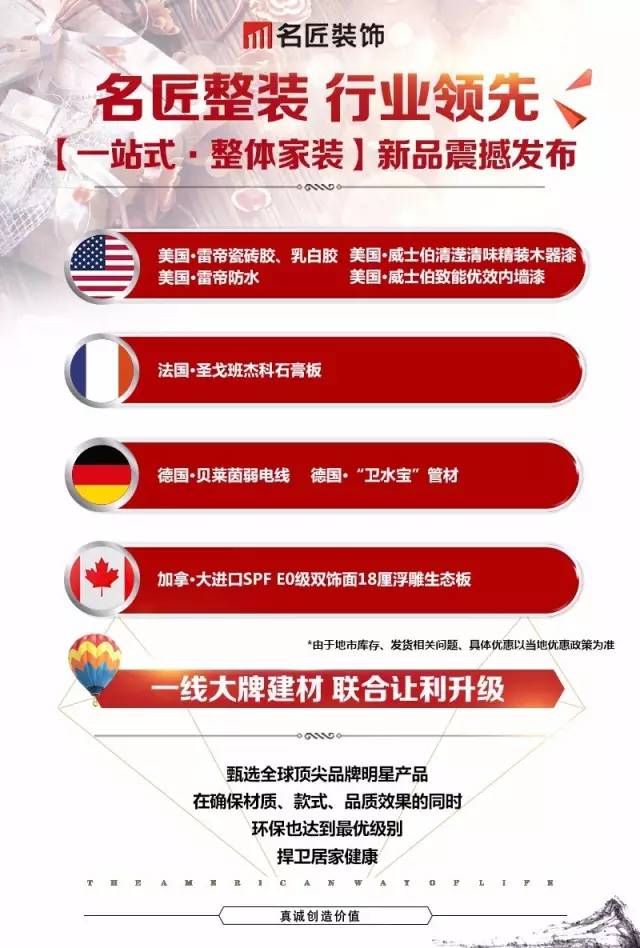 名匠装饰
名匠整装 行业领先
【一站式·整体家装】新品震撼发布
美国·雷帝瓷砖胶、乳白胶 美国·威士伯清滢清味精装木器漆
美国·雷帝防水 美国·威士伯致能优效内墙漆
法国·圣戈班杰科石膏板
德国·贝莱茵弱电线 德国·“卫水宝”管材
加拿·大进口SPF E0级双饰面18厘浮雕生态板
*由于地市库存、发货相关问题、具体优惠以当地优惠政策为准
一线大牌建材 联合让利升级
甄选全球顶尖品牌明星产品
在确保材质、款式、品质效果的同时
环保也达到最优级别
捍卫居家健康
THEAMERICANWAYGFLIFE
真诚创造价值